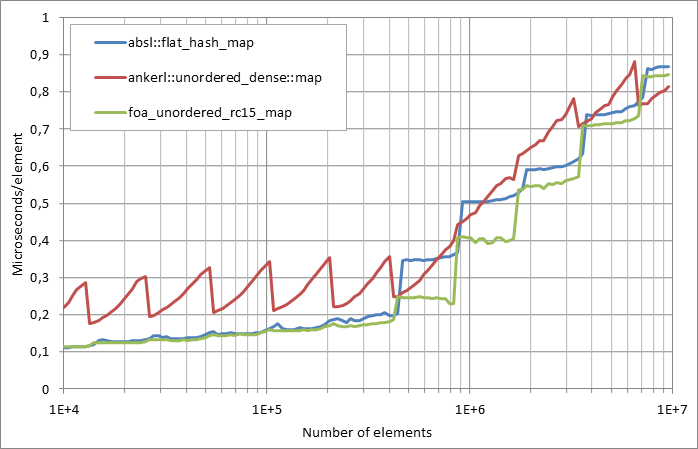 1
0,9
0,8
0,7
0,6
0,5
0,4
0,3
0,2
0,1
0
Microseconds/element
absl::flat_hash_map
ankerl::unordered_dense::map
foa_unordered_rc15_map
1E+4
1E+5
1E+6
1E+7
Number of elements